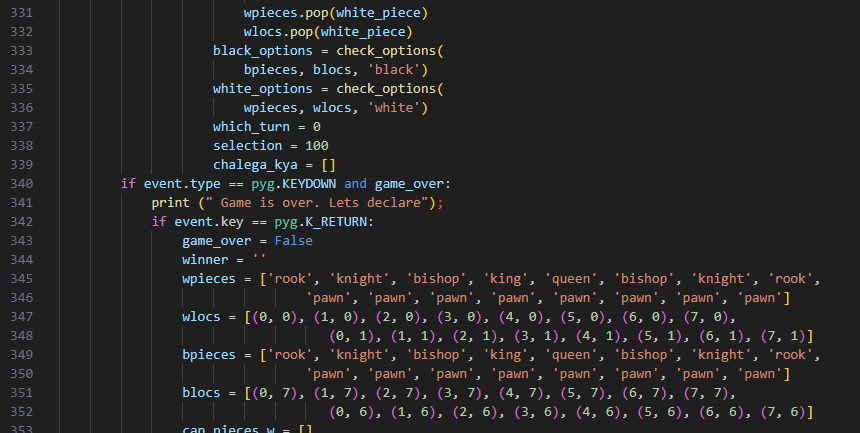 331 wpieces.pop(white_piece)
332 wlocs.pop(white_piece)
333 black_options = check_options(
334 bpieces, blocs, 'black')
335 white_options = check_options(
336 wpieces, wlocs, 'white')
337 which_turn = 0
338 selection = 100
339 chalega_kya = []
340 if event.type == pyg.KEYDOWN and game_over:
341 print (" Game is over. Lets declare");
342 if event.key == pyg.K_RETURN:
343 game_over = False
344 winner = ''
345 wpieces = ['rook', 'knight', 'bishop', 'king', 'queen', 'bishop', 'knight', 'rook',
346 'pawn', 'pawn', 'pawn', 'pawn', 'pawn', 'pawn', 'pawn', 'pawn']
347 wlocs = [(0, 0), (1, 0), (2, 0), (3, 0), (4, 0), (5, 0), (6, 0), (7, 0),
348 (0, 1), (1, 1), (2, 1), (3, 1), (4, 1), (5, 1), (6, 1), (7, 1)]
349 bpieces = ['rook', 'knight', 'bishop', 'king', 'queen', 'bishop', 'knight', 'rook',
350 'pawn', 'pawn', 'pawn', 'pawn', 'pawn', 'pawn', 'pawn', 'pawn']
351 blocs = [(0, 7), (1, 7), (2, 7), (3, 7), (4, 7), (5, 7), (6, 7), (7, 7),
352 (0, 6), (1, 6), (2, 6), (3, 6), (4, 6), (5, 6), (6, 6), (7, 6)]
353 cap_pieces_w = []